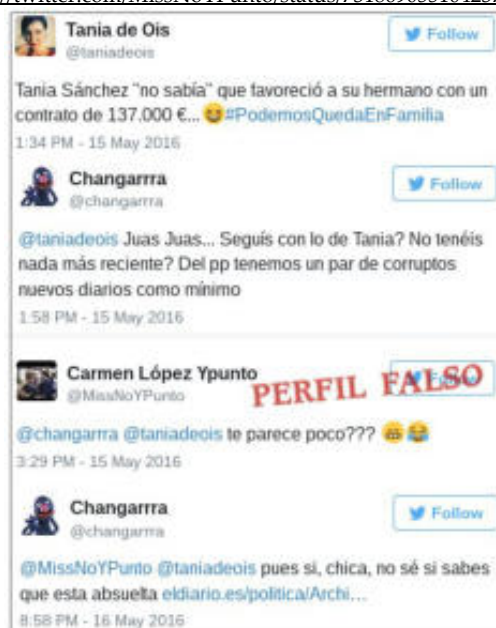 Tania de Ois
Follow
@taniadeois
Tania Sánchez "no sabía" que favoreció a su hermano con un
contrato de 137.000 €... 😂 #PodemosQuedaEnFamilia
1:34 PM - 15 May 2016
Changarrra
Follow
@changarrra
@taniadeois Juas Juas... Seguís con lo de Tania? No tenéis
nada más reciente? Del pp tenemos un par de corruptos
nuevos diarios como mínimo
1:58 PM - 15 May 2016
Carmen López Ypunto
PERFIL FALSO
@MissNoYPunto
@changarrra @taniadeois te parece poco???
3:29 PM - 15 May 2016
Changarrra
Follow
@changarrra
@MissNoYPunto @taniadeois pues si, chica, no sé si sabes
que esta absuelta eldiario.es/politica/Archi…
8:58 PM - 16 May 2016